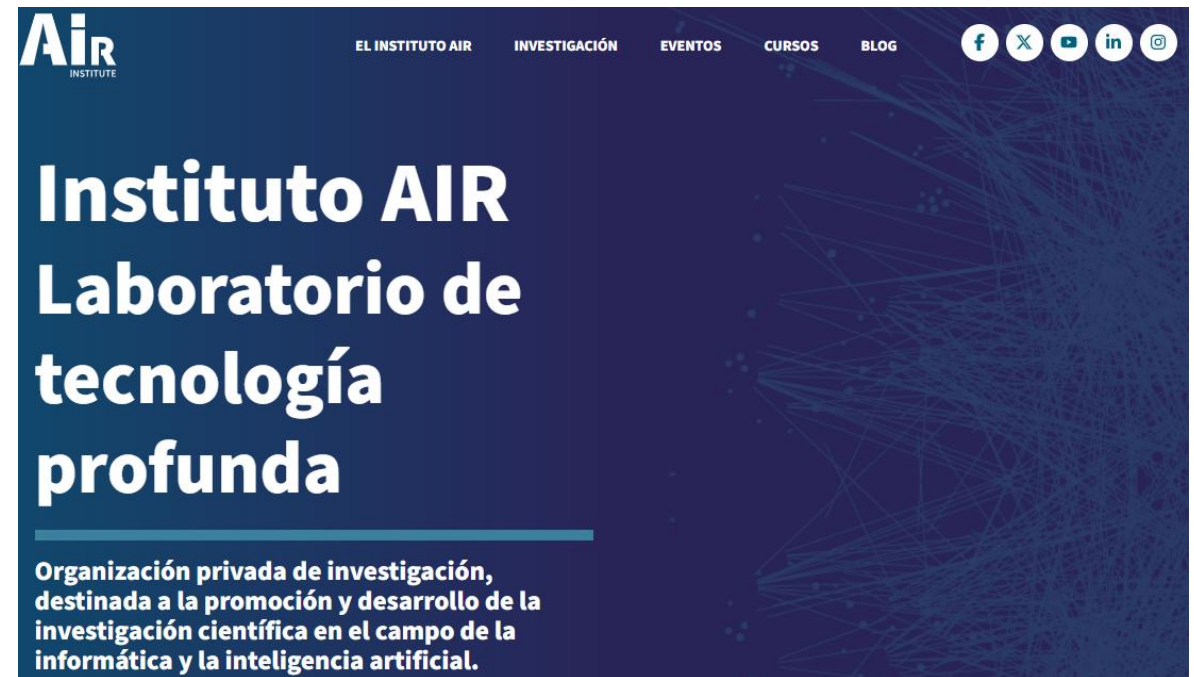 AiR
INSTITUTE
EL INSTITUTO AIR INVESTIGACIÓN EVENTOS CURSOS BLOG
Instituto AIR
Laboratorio de
tecnología
profunda
Organización privada de investigación,
destinada a la promoción y desarrollo de la
investigación científica en el campo de la
informática y la inteligencia artificial.